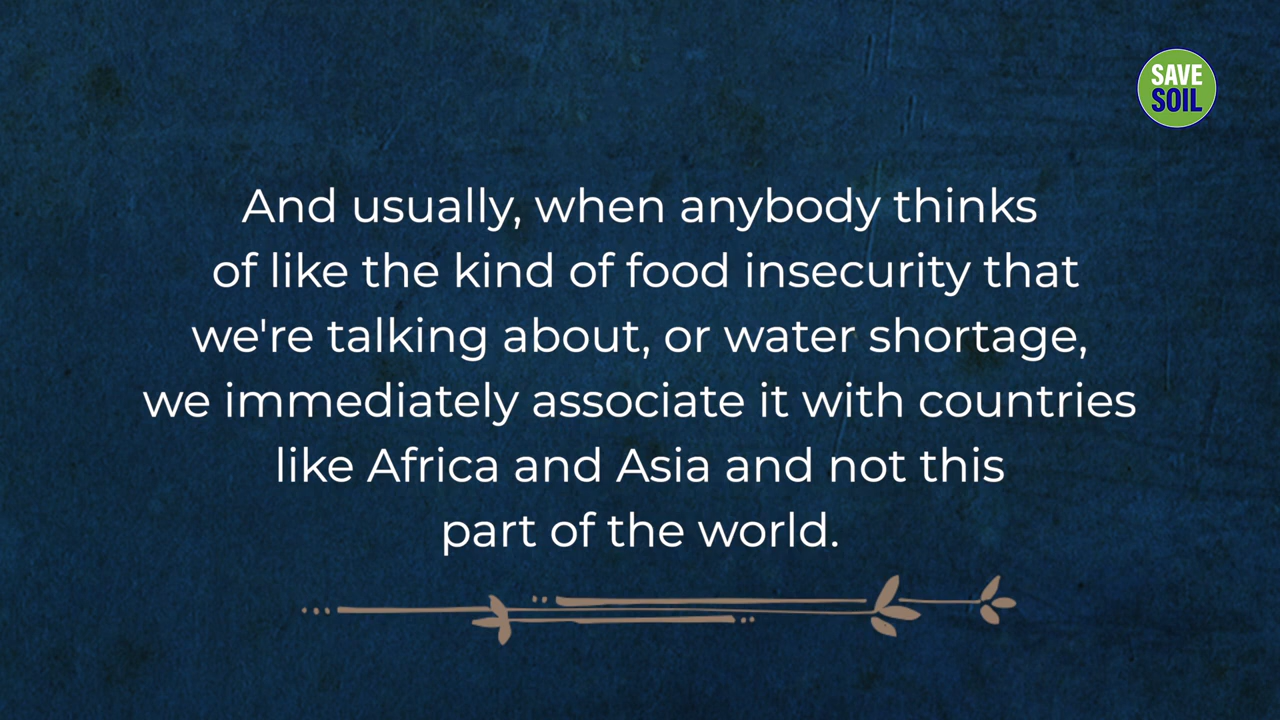 SAVE
SOIL
And usually, when anybody thinks
of like the kind of food insecurity that
we're talking about, or water shortage,
we immediately associate it with countries
like Africa and Asia and not this
part of the world.